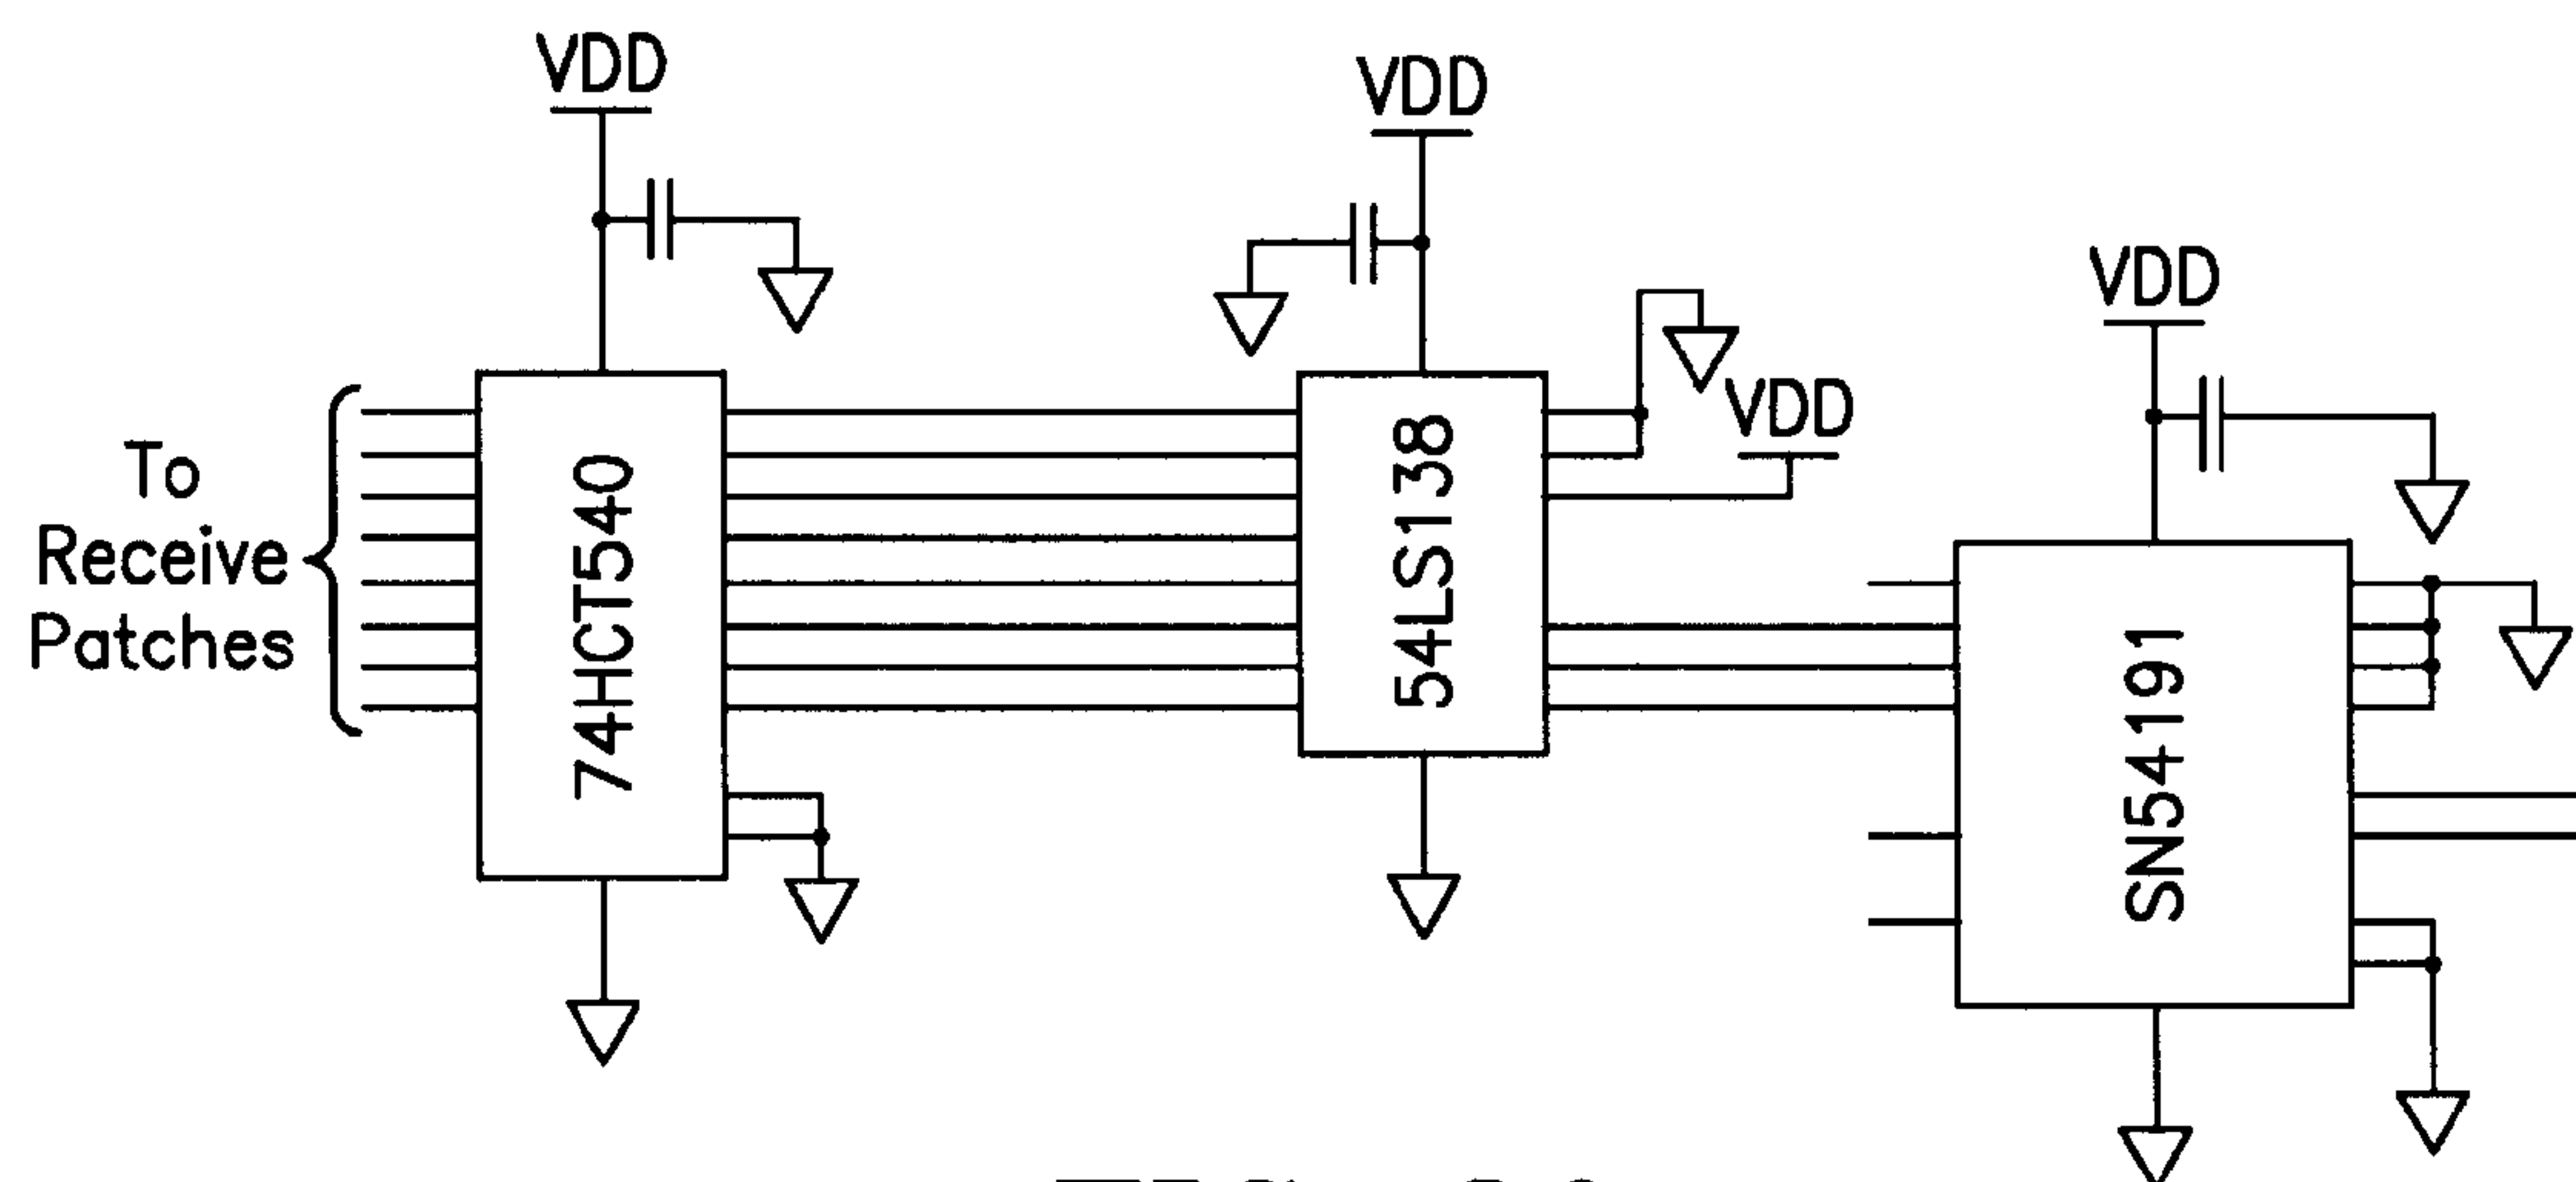 VDD
VDD
VDD
VDD
To
Receive
Patches
74HCT540
54LS138
SN54191